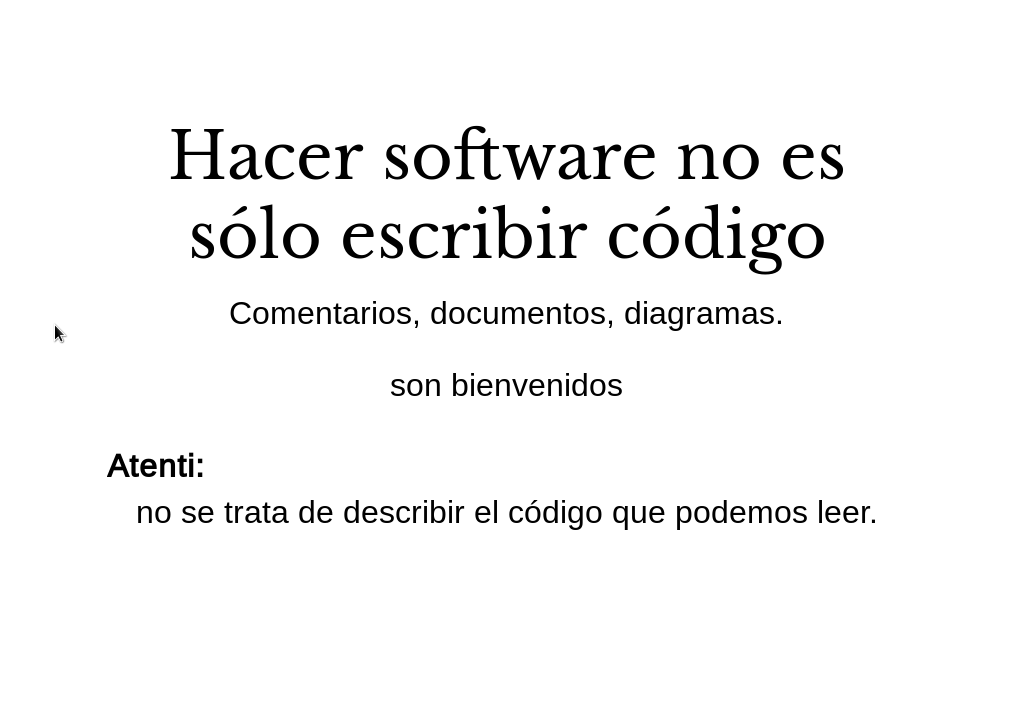 Hacer software no es
sólo escribir código
Comentarios, documentos, diagramas.
son bienvenidos
Atenti:
no se trata de describir el código que podemos leer.